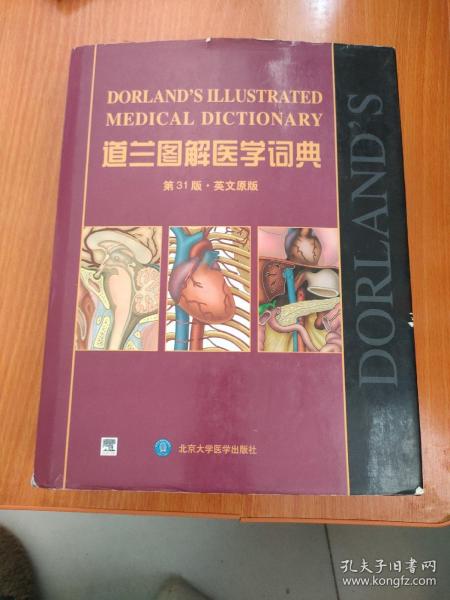 DORLAND'S ILLUSTRATED
MEDICAL DICTIONARY
道兰图解医学词典
第31版·英文原版
DORLAND'S
北京大学医学出版社
孔夫子旧书网
www.kongfz.com